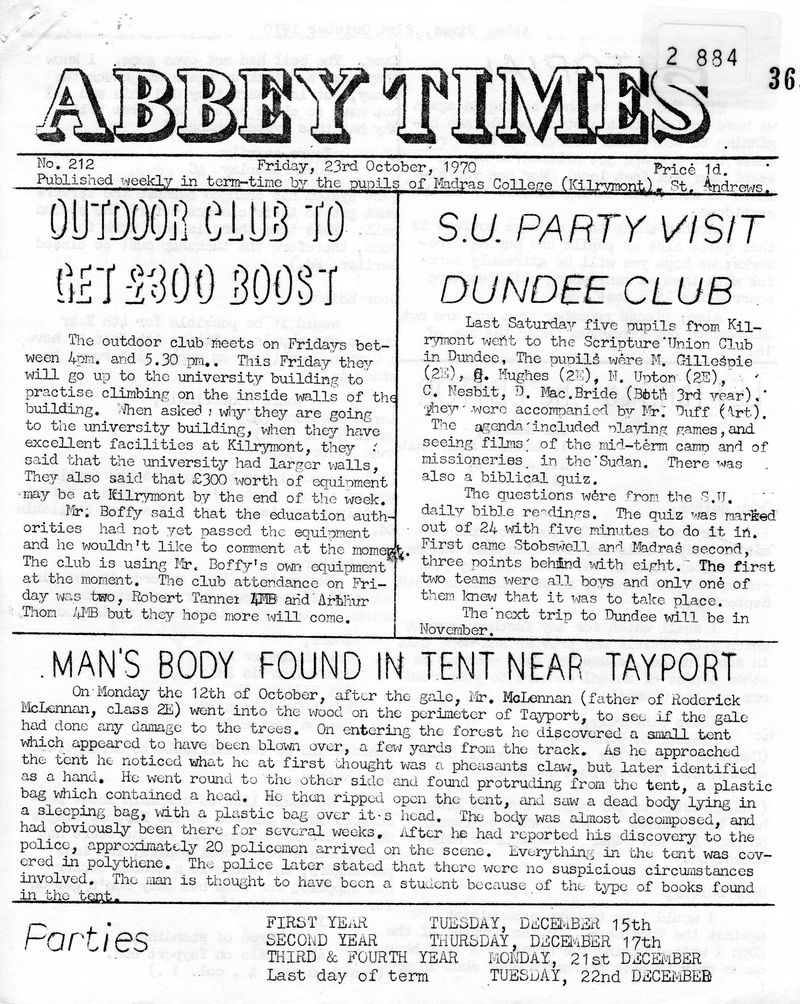 2 884
36
ABBEY TIMES
No. 212 Friday, 23rd October, 1970 Price 1d.
Published weekly in term-time by the pupils of Madras College (Kilrymont), St. Andrews.
OUTDOOR CLUB TO
GET £300 BOOST
The outdoor club meets on Fridays bet-
ween 4pm. and 5.30 pm.. This Friday they
will go up to the university building to
practise climbing on the inside walls of the
building. When asked why they are going
to the university building, when they have
excellent facilities at Kilrymont, they
said that the university had larger walls,
They also said that £300 worth of equipment
may be at Kilrymont by the end of the week.
Mr. Boffy said that the education auth-
orities had not yet passed the equipment
and he wouldn't like to comment at the moment.
The club is using Mr. Boffy's own equipment
at the moment. The club attendance on Fri-
day was two, Robert Tanner 4MB and Arthur
Thom 4MB but they hope more will come.
S.U. PARTY VISIT
DUNDEE CLUB
Last Saturday five pupils from Kil-
rymont went to the Scripture Union Club
in Dundee, The pupils were M. Gillespie
(2E), G. Hughes (2E), N. Upton (2E),
C. Nesbit, D. Mac.Bride (Both 3rd year).
They were accompanied by Mr. Duff (Art).
The agenda included playing games, and
seeing films of the mid-term camp and of
missioneries in the Sudan. There was
also a biblical quiz.
The questions were from the S.U.
daily bible readings. The quiz was marked
out of 24 with five minutes to do it in.
First came Stobswell and Madras second,
three points behind with eight. The first
two teams were all boys and only one of
them knew that it was to take place.
The next trip to Dundee will be in
November.
MAN'S BODY FOUND IN TENT NEAR TAYPORT
On Monday the 12th of October, after the gale, Mr. McLennan (father of Roderick
McLennan, class 2E) went into the wood on the perimeter of Tayport, to see if the gale
had done any damage to the trees. On entering the forest he discovered a small tent
which appeared to have been blown over, a few yards from the track. As he approached
the tent he noticed what he at first thought was a pheasants claw, but later identified
as a hand. He went round to the other side and found protruding from the tent, a plastic
bag which contained a head. He then ripped open the tent, and saw a dead body lying in
a sleeping bag, with a plastic bag over it's head. The body was almost decomposed, and
had obviously been there for several weeks. After he had reported his discovery to the
police, approximately 20 policemen arrived on the scene. Everything in the tent was cov-
ered in polythene. The police later stated that there were no suspicious circumstances
involved. The man is thought to have been a student because of the type of books found
in the tent.
Parties
FIRST YEAR TUESDAY, DECEMBER 15th
SECOND YEAR THURSDAY, DECEMBER 17th
THIRD & FOURTH YEAR MONDAY, 21st DECEMBER
Last day of term TUESDAY, 22nd DECEMBER